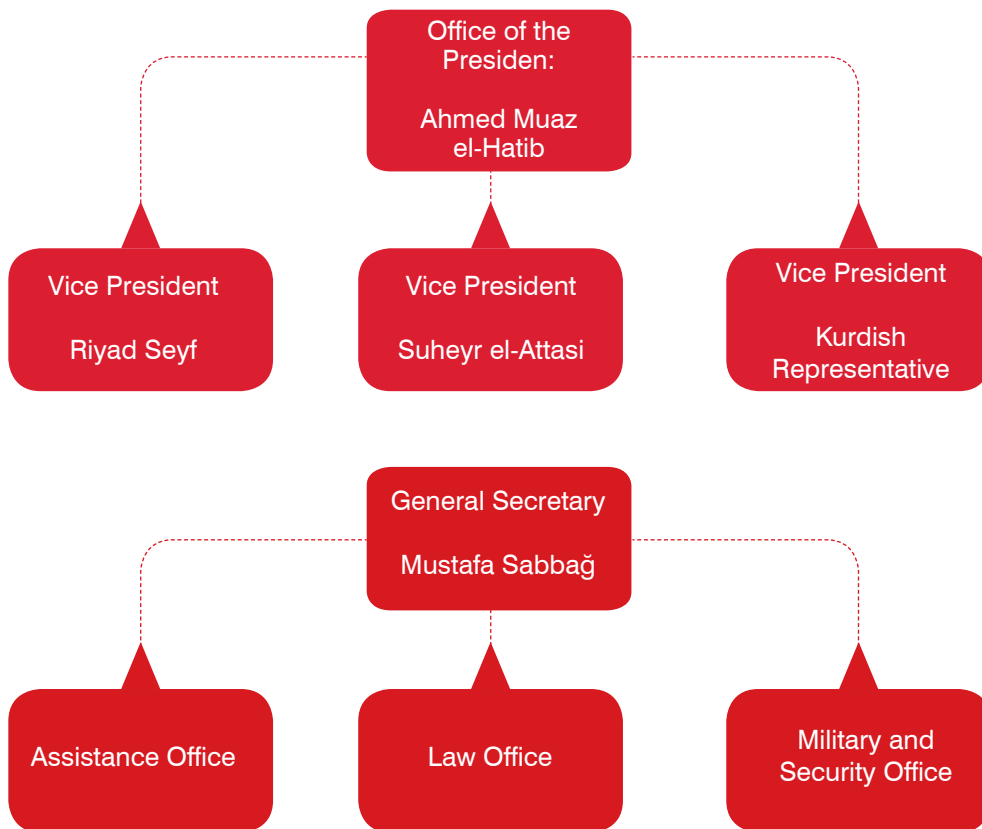 Office of the
Presiden:
Ahmed Muaz
el-Hatib
Vice President
Riyad Seyf
Vice President
Suheyr el-Attasi
Vice President
Kurdish
Representative
General Secretary
Mustafa Sabbağ
Assistance Office
Law Office
Military and
Security Office